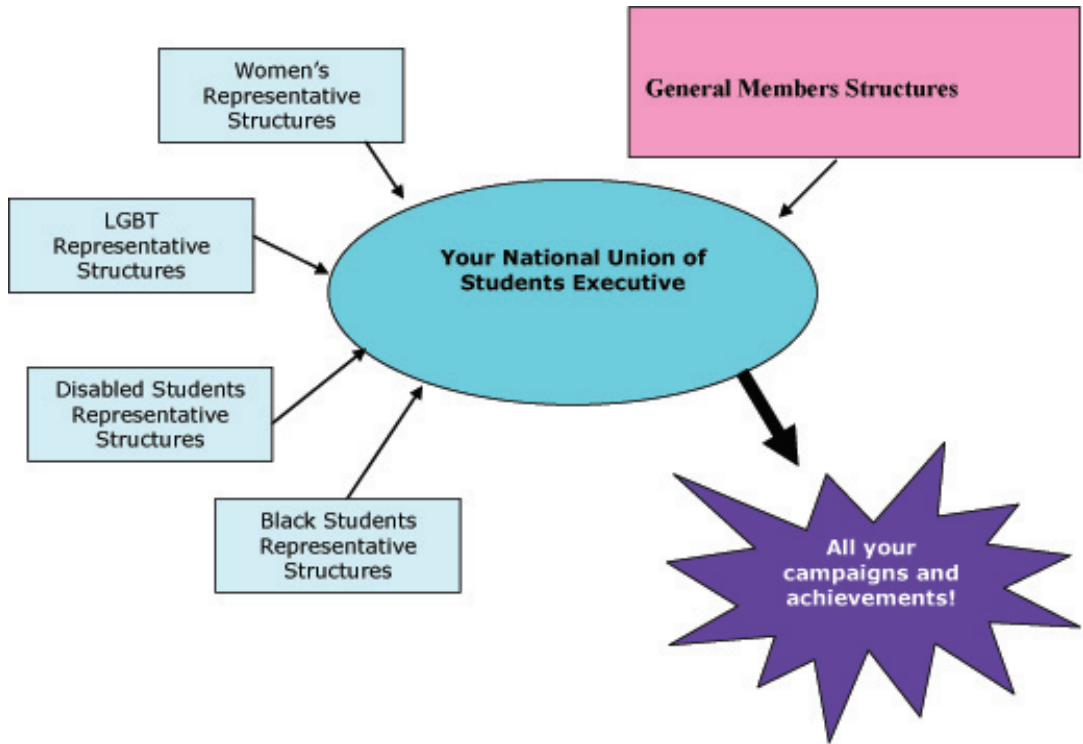 Women's
Representative
Structures
General Members Structures
LGBT
Representative
Structures
Your National Union of
Students Executive
Disabled Students
Representative
Structures
Black Students
Representative
Structures
All your
campaigns and
achievements!